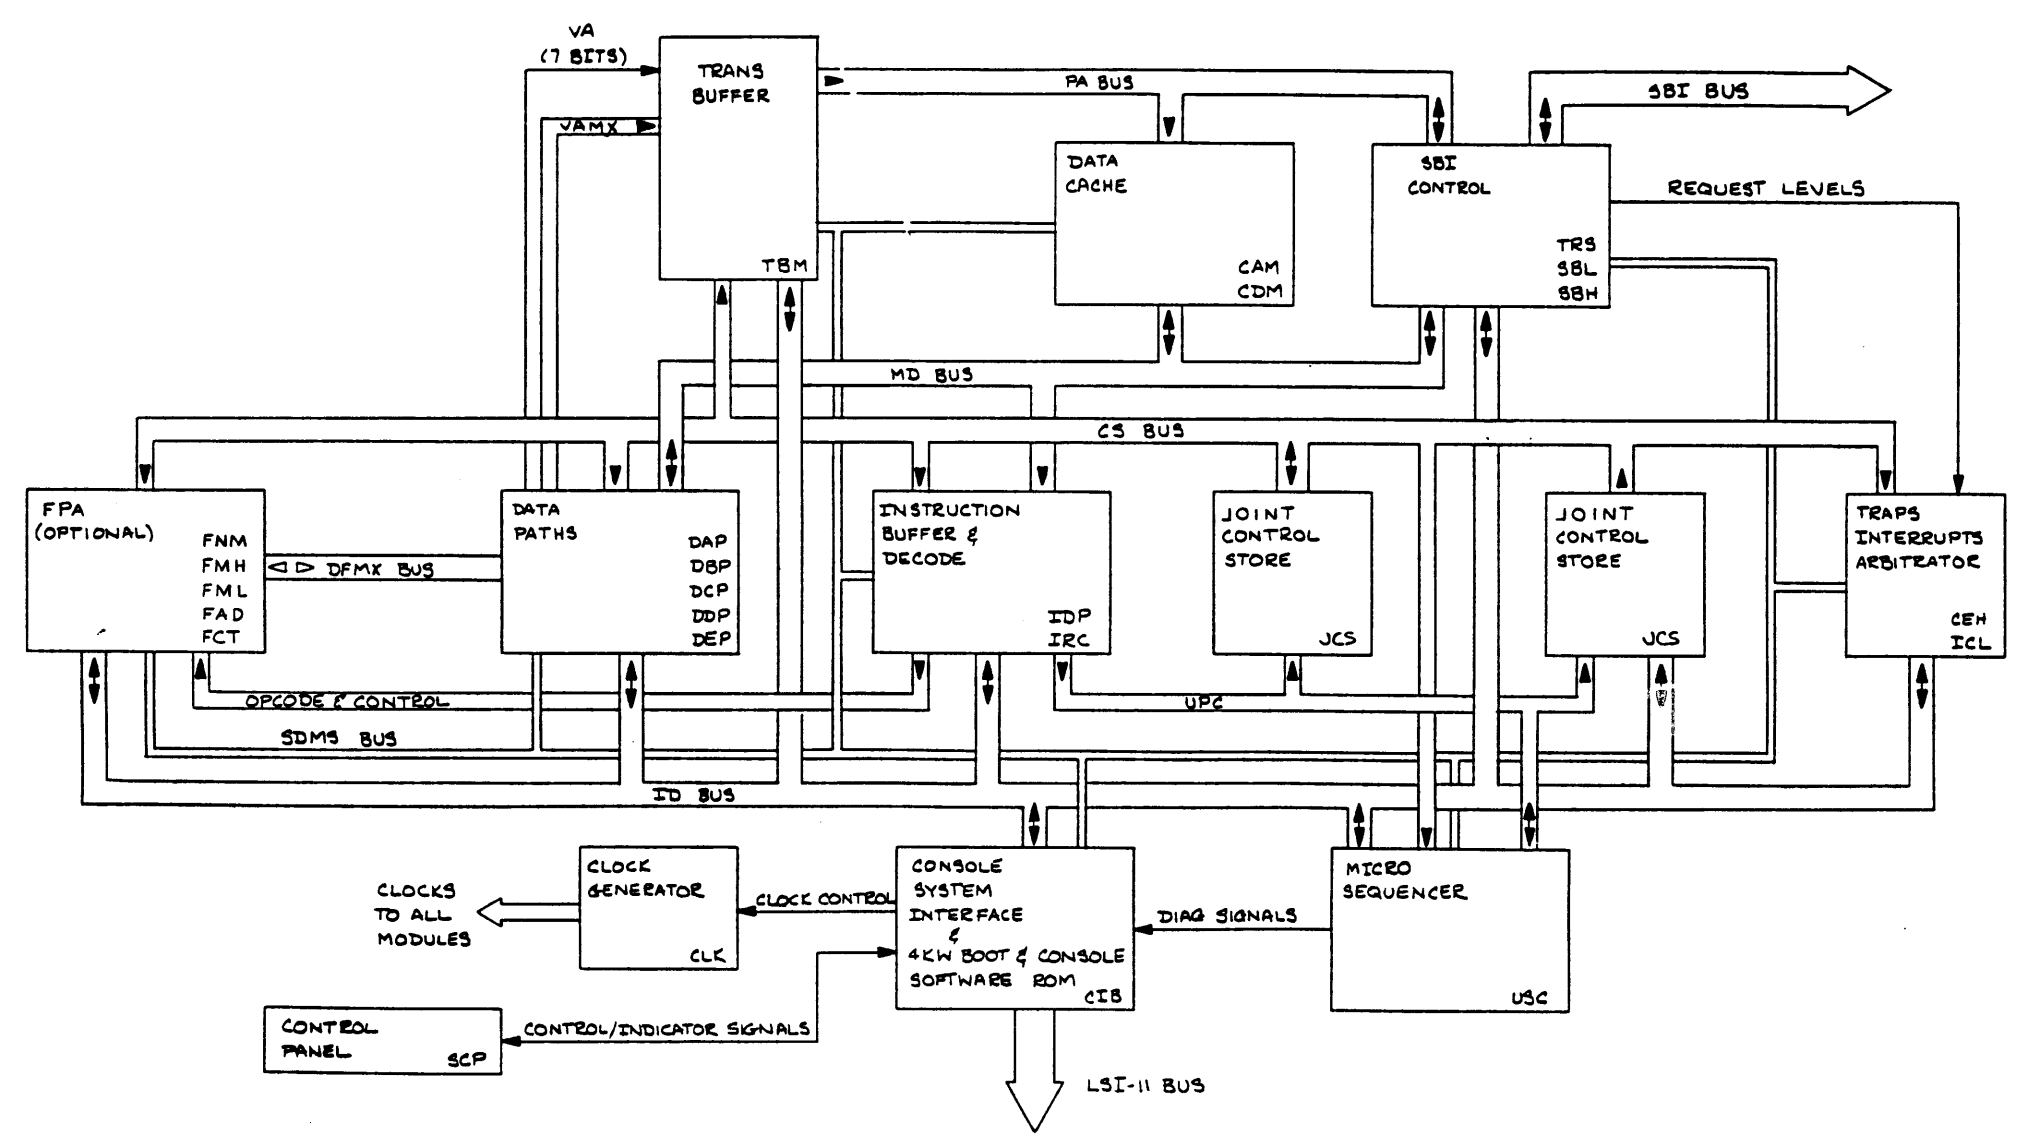 VA
(7 BITS)
TRANS
BUFFER
TBM
VAMX
PA BUS
SBI BUS
DATA
CACHE
CAM
CDM
SBI
CONTROL
TRS
SBL
SBH
REQUEST LEVELS
MD BUS
CS BUS
FPA
(OPTIONAL)
FNM
FMH
FML
FAD
FCT
DFMX BUS
DATA
PATHS
DAP
DBP
DCP
DDP
DEP
INSTRUCTION
BUFFER &
DECODE
IDP
IRC
JOINT
CONTROL
STORE
JCS
JOINT
CONTROL
STORE
JCS
TRAPS
INTERRUPTS
ARBITRATOR
CEH
ICL
OPCODE & CONTROL
UPC
SDMS BUS
ID BUS
CLOCKS
TO ALL
MODULES
CLOCK
GENERATOR
CLK
CLOCK CONTROL
CONSOLE
SYSTEM
INTERFACE
&
4KW BOOT & CONSOLE
SOFTWARE ROM
CIB
DIAG SIGNALS
MICRO
SEQUENCER
USC
CONTROL
PANEL
SCP
CONTROL/INDICATOR SIGNALS
LSI-11 BUS